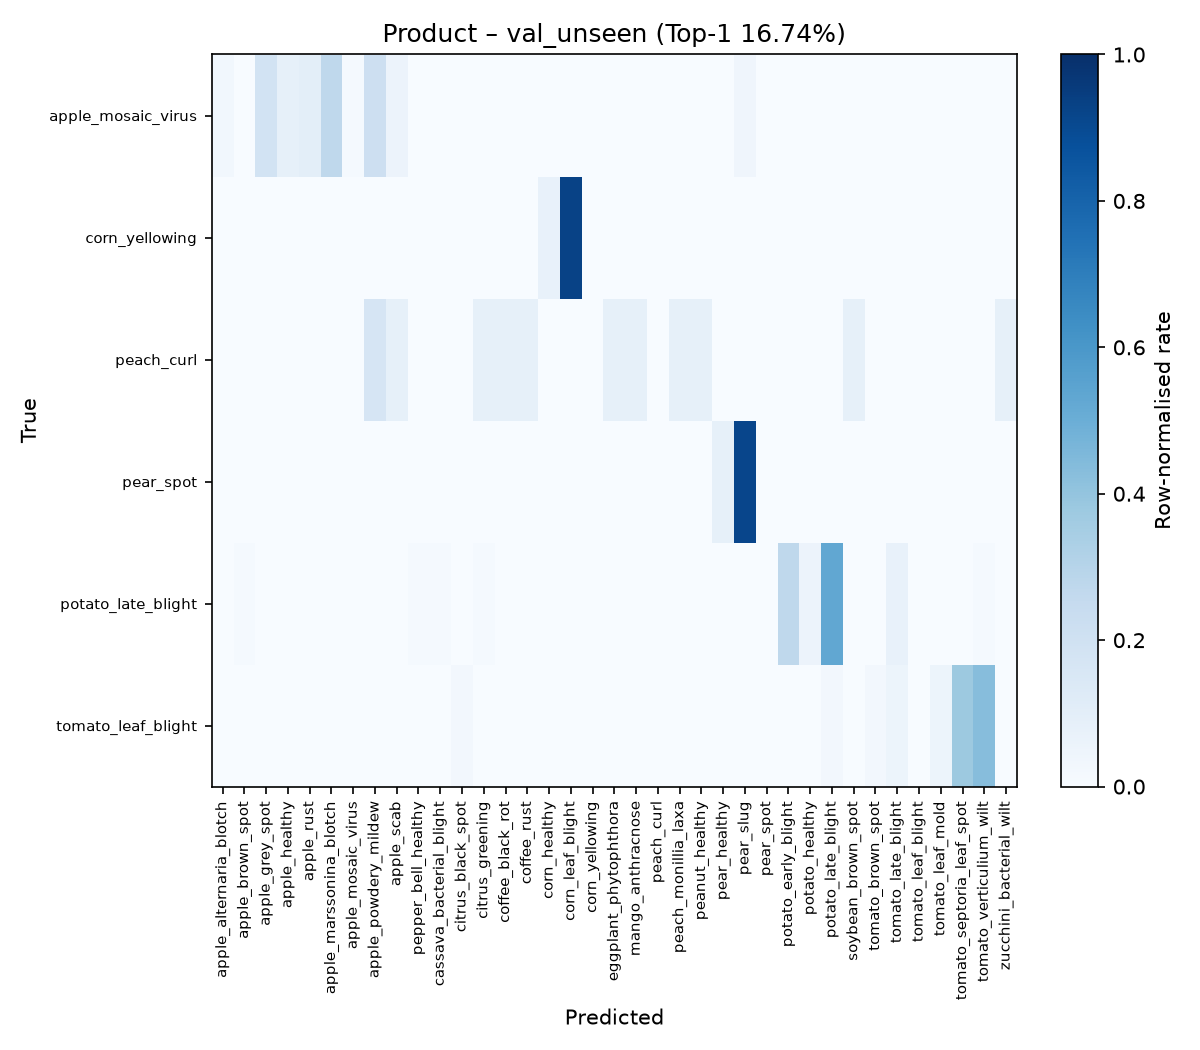 Product – val_unseen (Top-1 16.74%)
True
apple_mosaic_virus
corn_yellowing
peach_curl
pear_spot
potato_late_blight
tomato_leaf_blight
apple_alternaria_blotch
apple_brown_spot
apple_grey_spot
apple_healthy
apple_rust
apple_marssonina_blotch
apple_mosaic_virus
apple_powdery_mildew
apple_scab
pepper_bell_healthy
cassava_bacterial_blight
citrus_black_spot
citrus_greening
coffee_black_rot
coffee_rust
corn_healthy
corn_leaf_blight
corn_yellowing
eggplant_phytophthora
mango_anthracnose
peach_curl
peach_monillia_laxa
peanut_healthy
pear_healthy
pear_slug
pear_spot
potato_early_blight
potato_healthy
potato_late_blight
soybean_brown_spot
tomato_brown_spot
tomato_late_blight
tomato_leaf_blight
tomato_leaf_mold
tomato_septoria_leaf_spot
tomato_verticulium_wilt
zucchini_bacterial_wilt
Predicted
1.0
0.8
0.6
0.4
0.2
0.0
Row-normalised rate